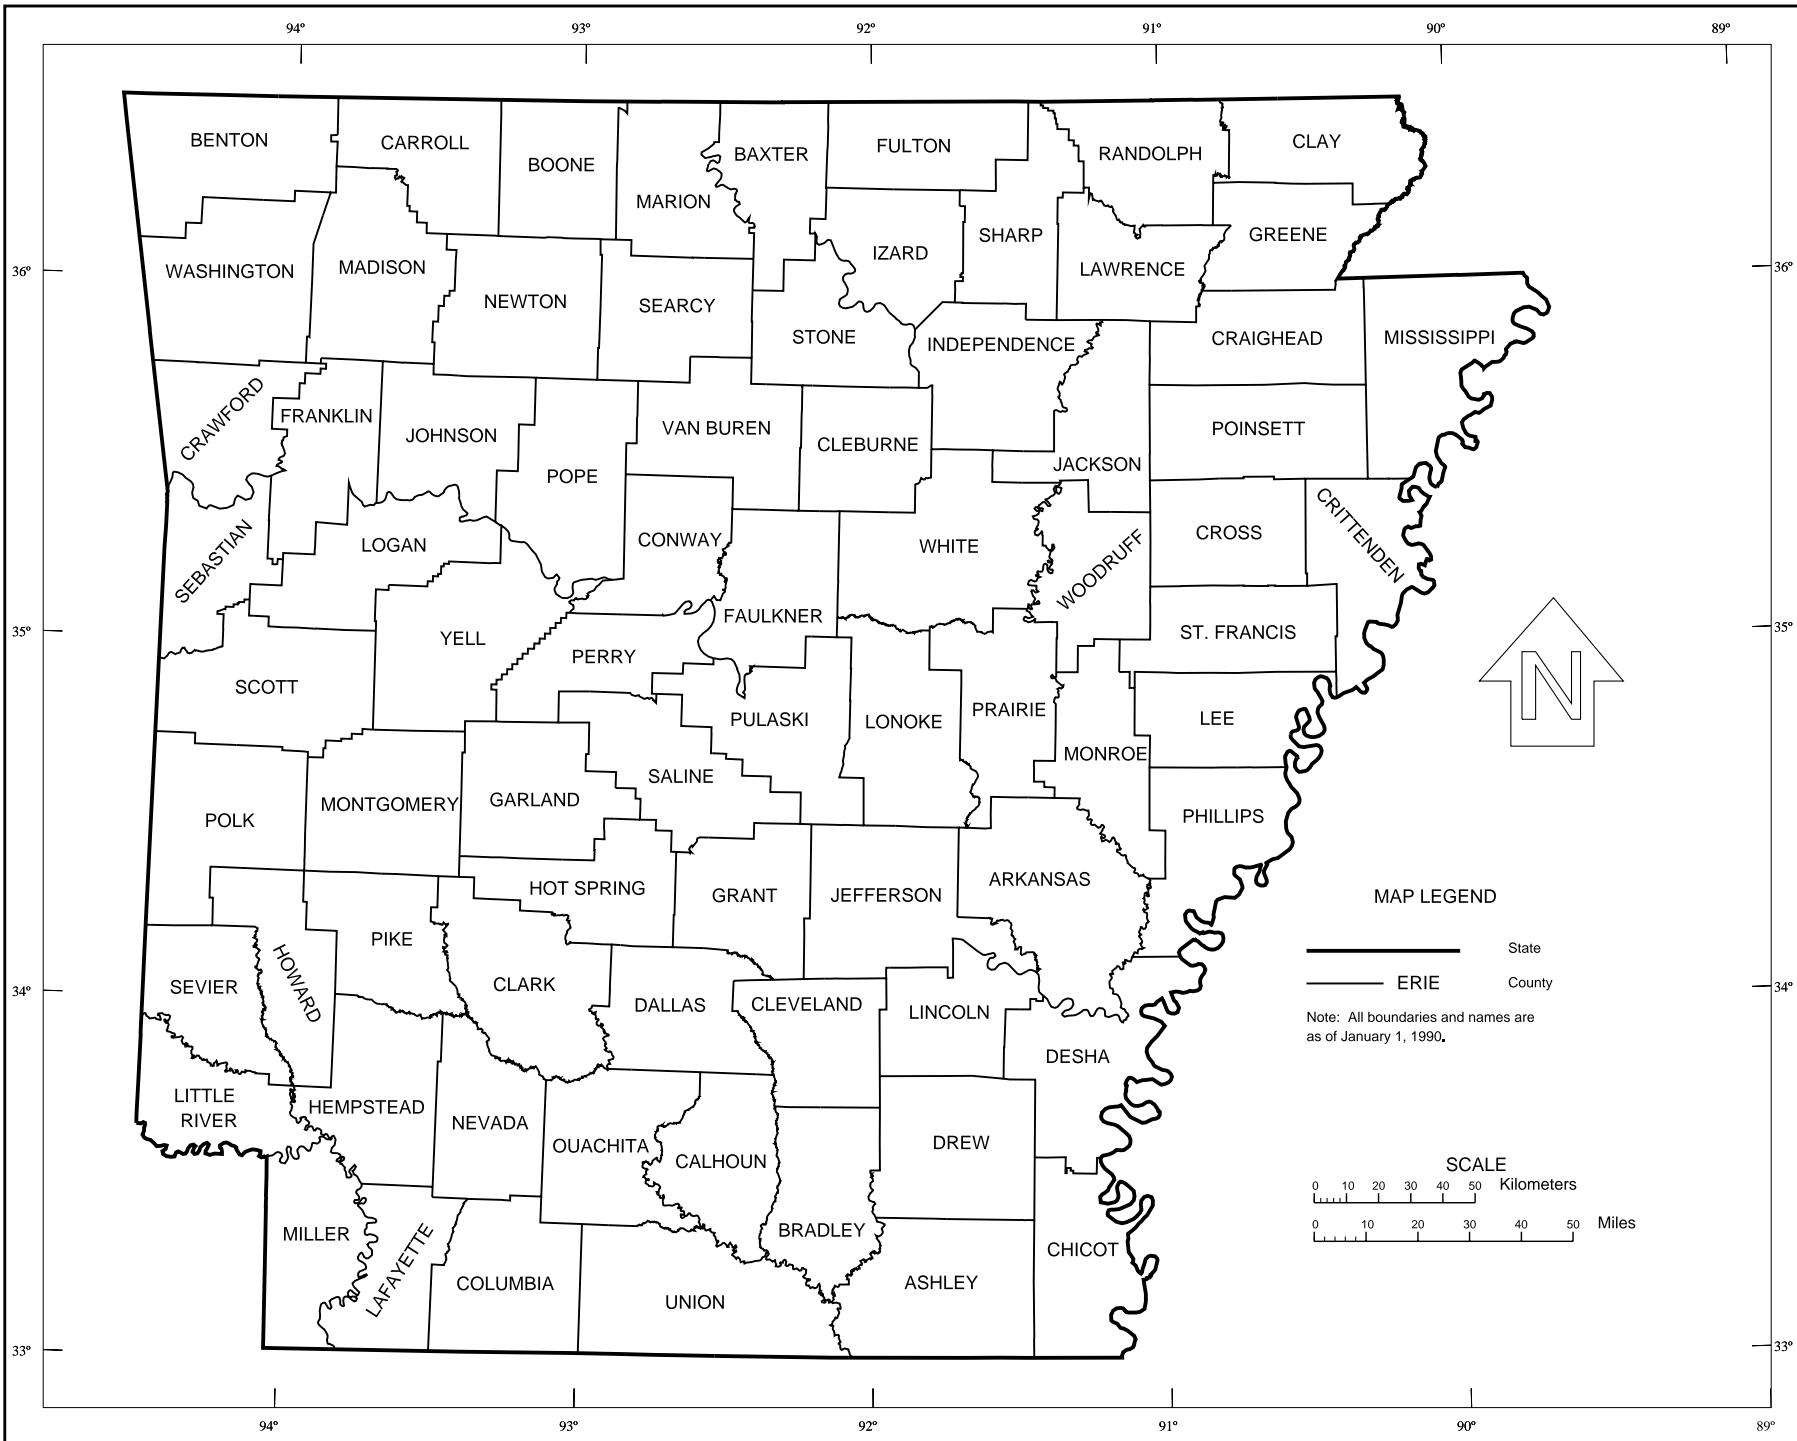 94° 93° 92° 91° 90° 89°
BENTON
CARROLL
BOONE
MARION
BAXTER
FULTON
RANDOLPH
CLAY
SHARP
IZARD
GREENE
LAWRENCE
36° 36°
WASHINGTON
MADISON
NEWTON
SEARCY
STONE
INDEPENDENCE
CRAIGHEAD
MISSISSIPPI
CRAWFORD
FRANKLIN
JOHNSON
POPE
VAN BUREN
CLEBURNE
JACKSON
POINSETT
SEBASTIAN
LOGAN
CONWAY
WHITE
WOODRUFF
CROSS
CRITTENDEN
FAULKNER
35° 35°
YELL
PERRY
ST. FRANCIS
SCOTT
PULASKI
LONOKE
PRAIRIE
LEE
MONROE
N
POLK
MONTGOMERY
GARLAND
SALINE
PHILLIPS
HOT SPRING
GRANT
JEFFERSON
ARKANSAS
PIKE
HOWARD
SEVIER
CLARK
DALLAS
CLEVELAND
LINCOLN
34° 34°
DESHA
LITTLE
RIVER
HEMPSTEAD
NEVADA
OUACHITA
CALHOUN
DREW
MILLER
LAFAYETTE
COLUMBIA
UNION
BRADLEY
ASHLEY
CHICOT
33° 33°
MAP LEGEND
State
ERIE County
Note: All boundaries and names are
as of January 1, 1990.
SCALE
0 10 20 30 40 50 Kilometers
0 10 20 30 40 50 Miles
94° 93° 92° 91° 90° 89°